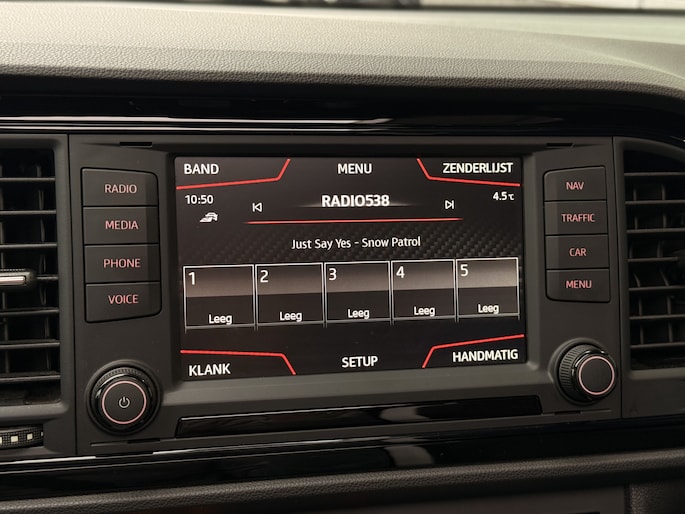 RADIO
MEDIA
PHONE
VOICE
BAND
MENU
ZENDERLIJST
10:50
RADIO538
4.5℃
Just Say Yes - Snow Patrol
1
2
3
4
5
Leeg
Leeg
Leeg
Leeg
Leeg
KLANK
SETUP
HANDMATIG
NAV
TRAFFIC
CAR
MENU